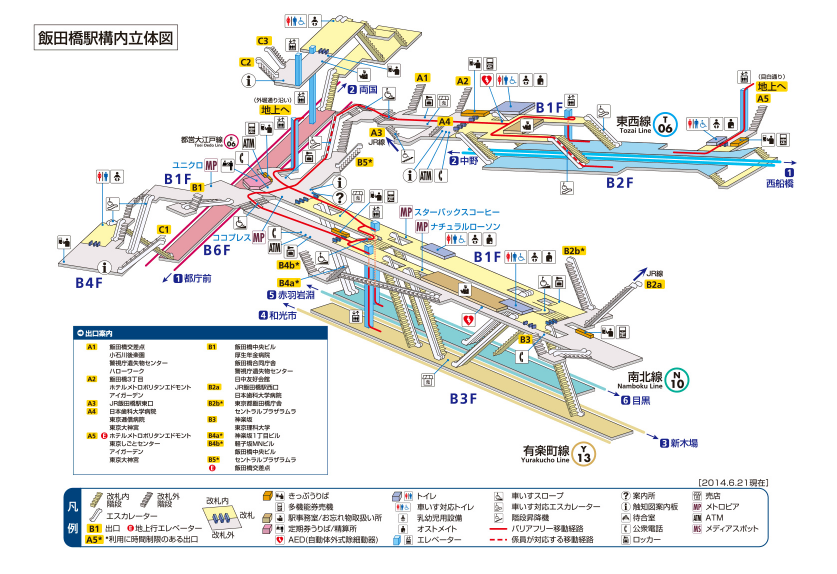 飯田橋駅構内立体図
C3
C2
2 両国
(外堀通り沿い)
地上へ
都営大江戸線
Toei Oedo Line
E
06
ATM
ユニクロ MP
B1F
B1
C1
B4F
B6F
1 都庁前
ココプレス MP
ATM
B5*
A1
A2
A3
JR線
A4
ATM
2 中野
B1F
東西線
Tozai Line
T
06
(目白通り)
地上へ
A5
B2F
1
西船橋
MP スターバックスコーヒー
MP ナチュラルローソン
B1F
B2b*
JR線
B2a
B4b*
B4a*
5 赤羽岩淵
4 和光市
B3
B3F
南北線
Namboku Line
N
10
6 目黒
有楽町線
Yurakucho Line
Y
13
3 新木場
出口案内
A1 飯田橋交差点
小石川後楽園
警視庁遺失物センター
ハローワーク
A2 飯田橋3丁目
ホテルメトロポリタンエドモント
アイガーデン
A3 JR飯田橋駅東口
A4 日本歯科大学病院
東京逓信病院
東京大神宮
A5 E ホテルメトロポリタンエドモント
東京しごとセンター
アイガーデン
東京大神宮
B1 飯田橋中央ビル
厚生年金病院
飯田橋合同庁舎
警視庁遺失物センター
日中友好会館
B2a JR飯田橋駅西口
日本歯科大学病院
B2b* 東京都飯田橋庁舎
セントラルプラザラムラ
B3 神楽坂
東京理科大学
B4a* 神楽坂1丁目ビル
B4b* 軽子坂MNビル
飯田橋中央ビル
B5* セントラルプラザラムラ
E 飯田橋交差点
[2014.6.21現在]
凡例
改札内階段
改札外階段
エスカレーター
B1 出口 E 地上行エレベーター
A5* *利用に時間制限のある出口
改札内
改札
改札外
きっぷうりば
多機能券売機
駅事務室/お忘れ物取扱い所
定期券うりば/精算所
AED(自動体外式除細動器)
トイレ
車いす対応トイレ
乳幼児用設備
オストメイト
エレベーター
車いすスロープ
車いす対応エスカレーター
階段昇降機
バリアフリー移動経路
係員が対応する移動経路
案内所
触知図案内板
待合室
公衆電話
ロッカー
売店
MP メトロピア
ATM ATM
MS メディアスポット